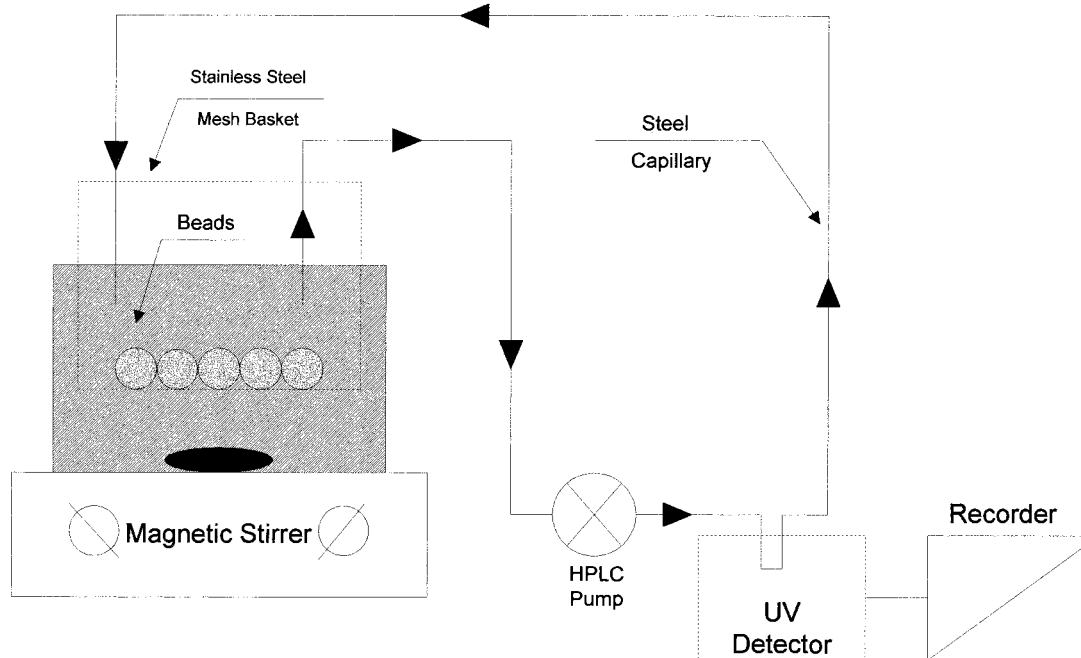 Stainless Steel
Mesh Basket
Steel
Capillary
Beads
Magnetic Stirrer
HPLC
Pump
Recorder
UV
Detector